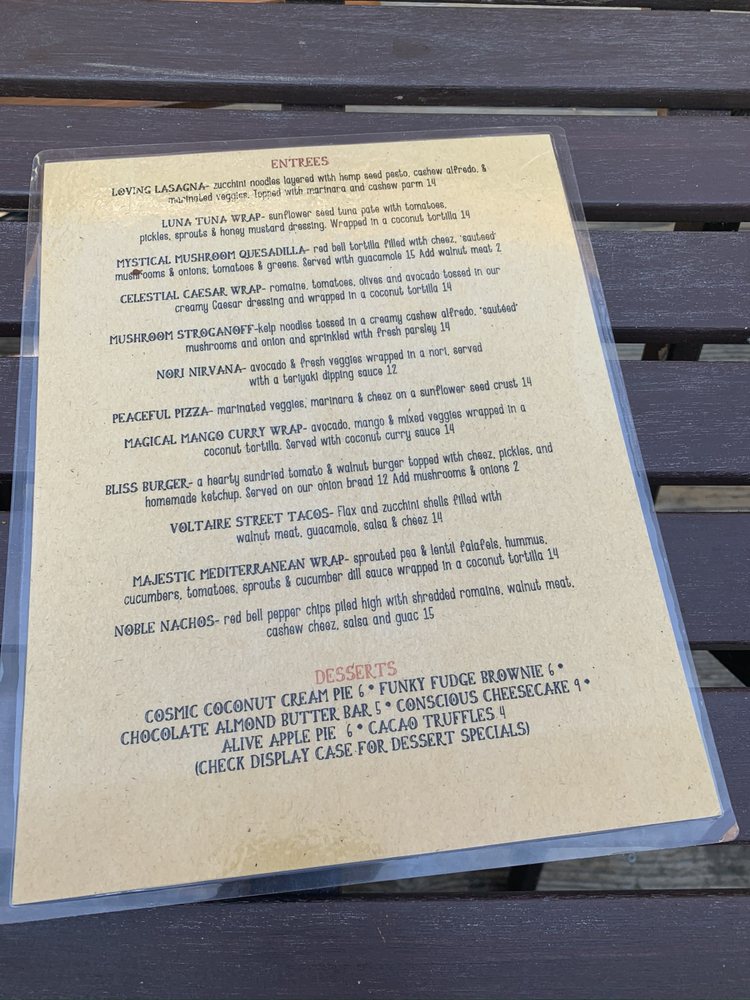 ENTREES
LOVING LASAGNA- zucchini noodles layered with hemp seed pesto, cashew alfredo, &
marinated veggies. Topped with marinara and cashew parm 14
LUNA TUNA WRAP- sunflower seed tuna pate with tomatoes,
pickles, sprouts & honey mustard dressing. Wrapped in a coconut tortilla 14
MYSTICAL MUSHROOM QUESADILLA- red bell tortilla filled with cheez, 'sauteéd'
mushrooms & onions, tomatoes & greens. Served with guacamole 15 Add walnut meat 2
CELESTIAL CAESAR WRAP- romaine, tomatoes, olives and avocado tossed in our
creamy Caesar dressing and wrapped in a coconut tortilla 14
MUSHROOM STROGANOFF-kelp noodles tossed in a creamy cashew alfredo, 'sautéed'
mushrooms and onion and sprinkled with fresh parsley 14
NORI NIRVANA- avocado & fresh veggies wrapped in a nori, served
with a teriyaki dipping sauce 12
PEACEFUL PIZZA- marinated veggies, marinara & cheez on a sunflower seed crust 14
MAGICAL MANGO CURRY WRAP- avocado, mango & mixed veggies wrapped in a
coconut tortilla. Served with coconut curry sauce 14
BLISS BURGER- a hearty sundried tomato & walnut burger topped with cheez, pickles, and
homemade ketchup. Served on our onion bread 12 Add mushrooms & onions 2
VOLTAIRE STREET TACOS- Flax and zucchini shells filled with
walnut meat, guacamole, salsa & cheez 14
MAJESTIC MEDITERRANEAN WRAP- sprouted pea & lentil falafels, hummus,
cucumbers, tomatoes, sprouts & cucumber dill sauce wrapped in a coconut tortilla 14
NOBLE NACHOS- red bell pepper chips piled high with shredded romaine, walnut meat,
cashew cheez, salsa and guac 15
DESSERTS
COSMIC COCONUT CREAM PIE 6 • FUNKY FUDGE BROWNIE 6 •
CHOCOLATE ALMOND BUTTER BAR 5 • CONSCIOUS CHEESECAKE 9 •
ALIVE APPLE PIE 6 • CACAO TRUFFLES 4
(CHECK DISPLAY CASE FOR DESSERT SPECIALS)